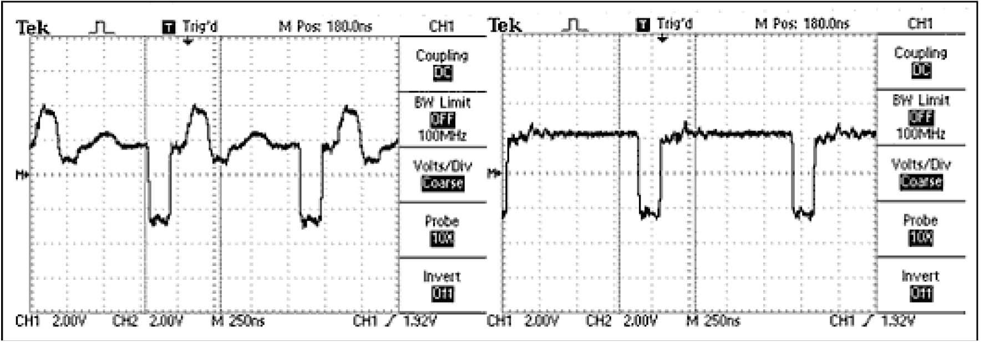 Tek T Trig'd M Pos: 180.0ns CH1
Coupling
DC
BW Limit
OFF
100MHz
Volts/Div
Coarse
M
Probe
10X
Invert
Off
CH1 2.00V CH2 2.00V M 250ns CH1 / 1.92V
Tek T Trig'd M Pos: 180.0ns CH1
Coupling
DC
BW Limit
OFF
100MHz
Volts/Div
Coarse
M
Probe
10X
Invert
Off
CH1 2.00V CH2 2.00V M 250ns CH1 / 1.92V